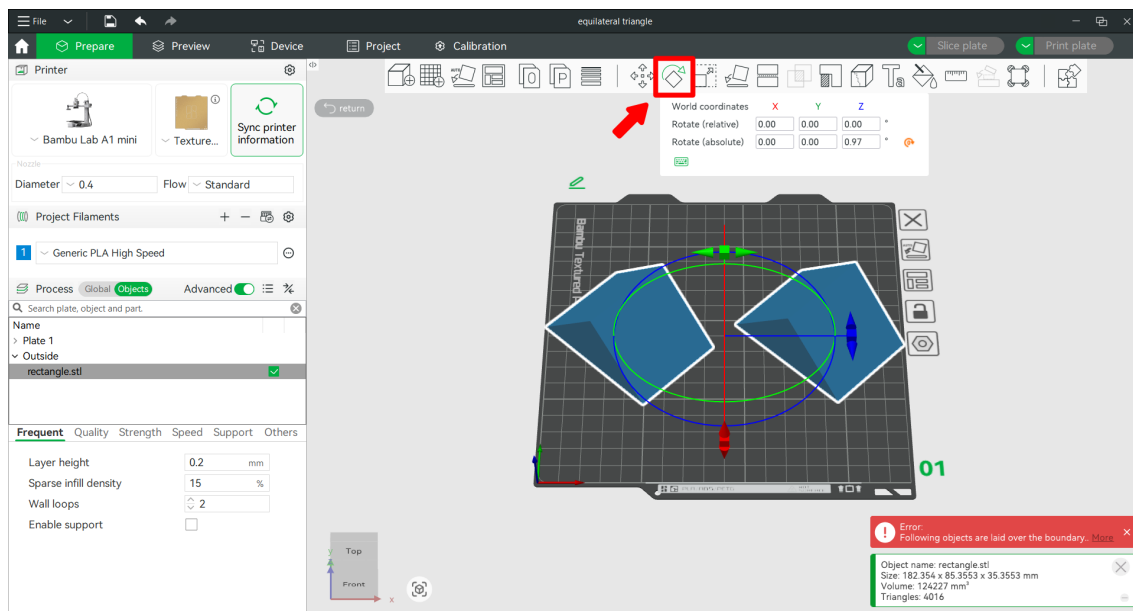 File
equilateral triangle
Prepare
Preview
Device
Project
Calibration
Slice plate
Print plate
Printer
Bambu Lab A1 mini
Texture...
Sync printer
information
Nozzle
Diameter
0.4
Flow
Standard
Project Filaments
1
Generic PLA High Speed
Process
Global
Objects
Advanced
Search plate, object and part.
Name
Plate 1
Outside
rectangle.stl
Frequent Quality Strength Speed Support Others
Layer height 0.2 mm
Sparse infill density 15 %
Wall loops 2
Enable support
return
World coordinates X Y Z
Rotate (relative) 0.00 0.00 0.00 °
Rotate (absolute) 0.00 0.00 0.97 °
Bambu Textured
01
Top
Front
y
x
Error:
Following objects are laid over the boundary.. More
Object name: rectangle.stl
Size: 182.354 x 85.3553 x 35.3553 mm
Volume: 124227 mm³
Triangles: 4016